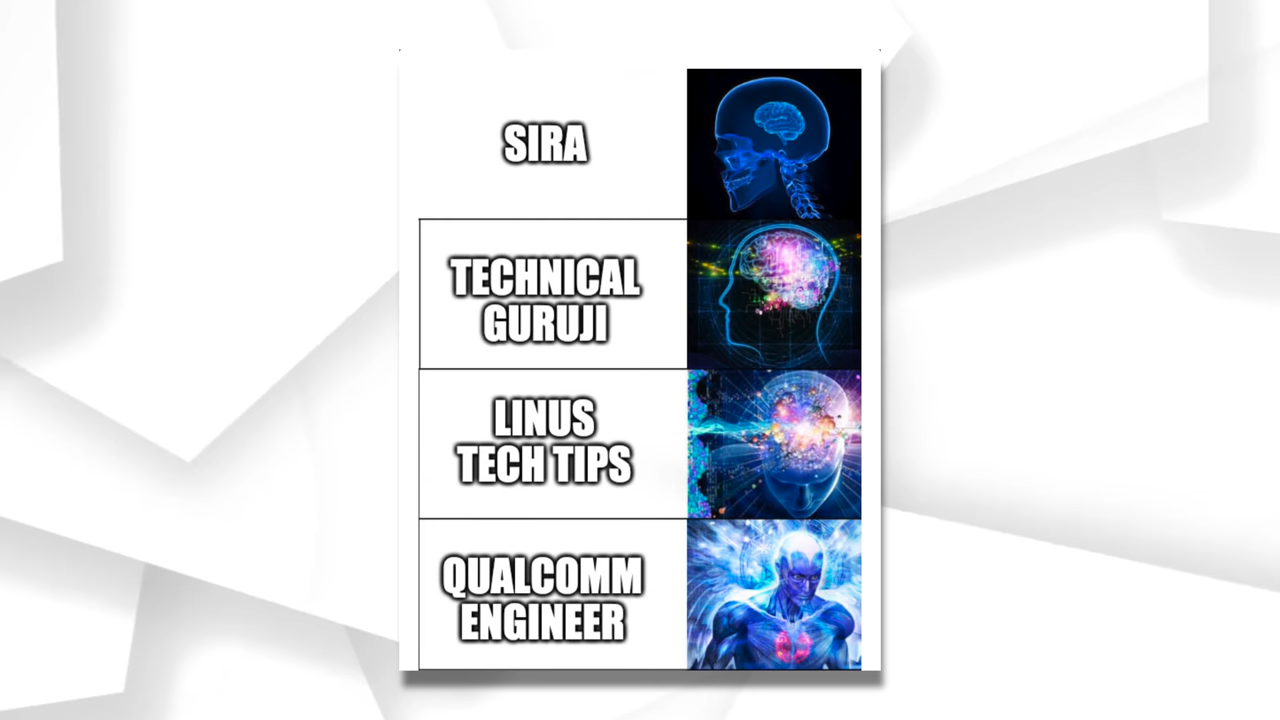 SIRA
TECHNICAL
GURUJI
LINUS
TECH TIPS
QUALCOMM
ENGINEER